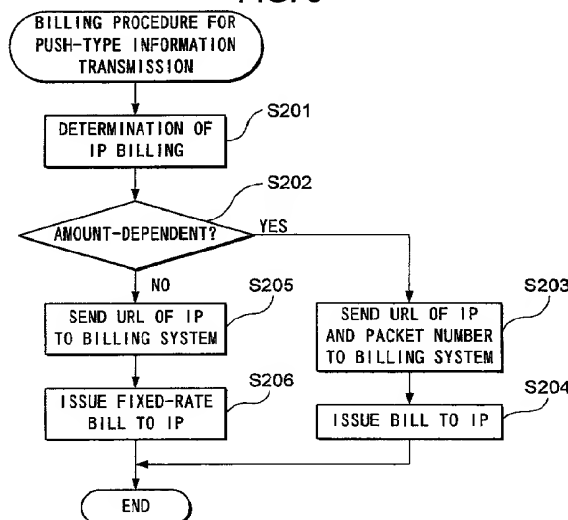 BILLING PROCEDURE FOR
PUSH-TYPE INFORMATION
TRANSMISSION
S201
DETERMINATION OF
IP BILLING
S202
AMOUNT-DEPENDENT?
YES
NO
S205
SEND URL OF IP
TO BILLING SYSTEM
S203
SEND URL OF IP
AND PACKET NUMBER
TO BILLING SYSTEM
S206
ISSUE FIXED-RATE
BILL TO IP
S204
ISSUE BILL TO IP
END